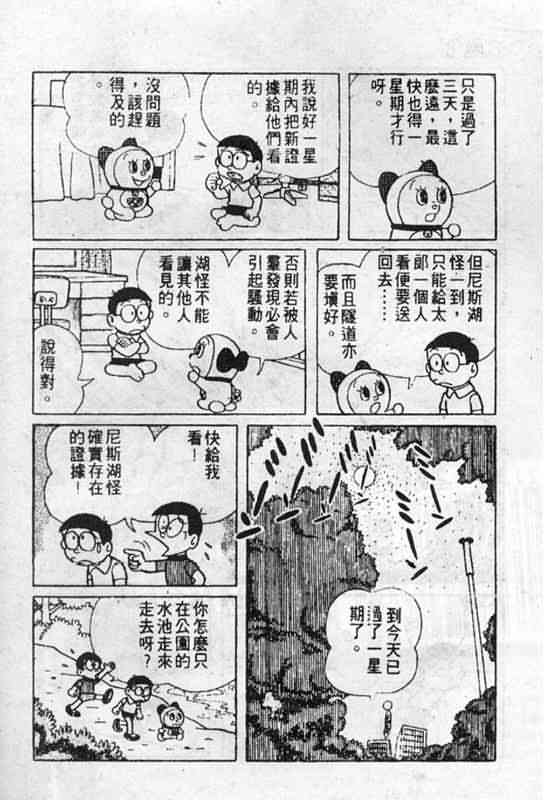 只是過了
三天，這
麼遠，最
快也得一
星期才行
呀。
我說好一星
期內把新證
據給他們看
的。
沒問題
，該趕
得及的
。
但尼斯湖
怪一到，
只能給太
郎一個人
看便要送
回去……
而且隧道亦
要塡好。
否則若被人
羣發現必會
引起騷動。
湖怪不能
讓其他人
看見的。
說得對。
到今天已
過了一星
期了。
快給我
看！
尼斯湖怪
確實存在
的證據！
你怎麼只
在公園的
水池走來
走去呀？